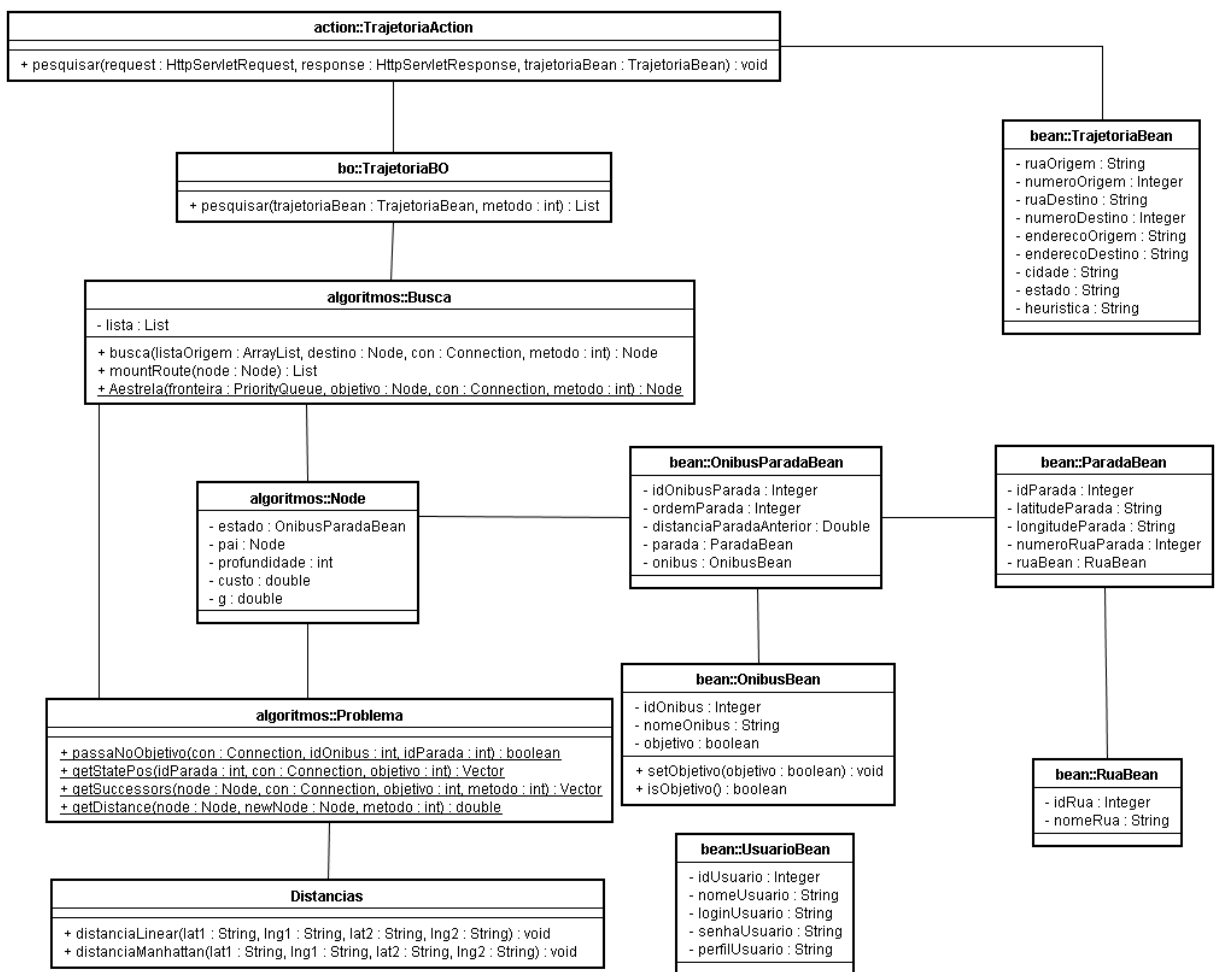 action::TrajetoriaAction
+ pesquisar(request : HttpServletRequest, response : HttpServletResponse, trajetoriaBean : TrajetoriaBean) : void
bean::TrajetoriaBean
- ruaOrigem : String
- numeroOrigem : Integer
- ruaDestino : String
- numeroDestino : Integer
- enderecoOrigem : String
- enderecoDestino : String
- cidade : String
- estado : String
- heuristica : String
bo::TrajetoriaBO
+ pesquisar(trajetoriaBean : TrajetoriaBean, metodo : int) : List
algoritmos::Busca
- lista : List
+ busca(listaOrigem : ArrayList, destino : Node, con : Connection, metodo : int) : Node
+ mountRoute(node : Node) : List
+ Aestrela(fronteira : PriorityQueue, objetivo : Node, con : Connection, metodo : int) : Node
algoritmos::Node
- estado : OnibusParadaBean
- pai : Node
- profundidade : int
- custo : double
- g : double
bean::OnibusParadaBean
- idOnibusParada : Integer
- ordemParada : Integer
- distanciaParadaAnterior : Double
- parada : ParadaBean
- onibus : OnibusBean
bean::ParadaBean
- idParada : Integer
- latitudeParada : String
- longitudeParada : String
- numeroRuaParada : Integer
- ruaBean : RuaBean
algoritmos::Problema
+ passaNoObjetivo(con : Connection, idOnibus : int, idParada : int) : boolean
+ getStatePos(idParada : int, con : Connection, objetivo : int) : Vector
+ getSuccessors(node : Node, con : Connection, objetivo : int, metodo : int) : Vector
+ getDistance(node : Node, newNode : Node, metodo : int) : double
bean::OnibusBean
- idOnibus : Integer
- nomeOnibus : String
- objetivo : boolean
+ setObjetivo(objetivo : boolean) : void
+ isObjetivo() : boolean
bean::RuaBean
- idRua : Integer
- nomeRua : String
Distancias
+ distanciaLinear(lat1 : String, lng1 : String, lat2 : String, lng2 : String) : void
+ distanciaManhattan(lat1 : String, lng1 : String, lat2 : String, lng2 : String) : void
bean::UsuarioBean
- idUsuario : Integer
- nomeUsuario : String
- loginUsuario : String
- senhaUsuario : String
- perfilUsuario : String